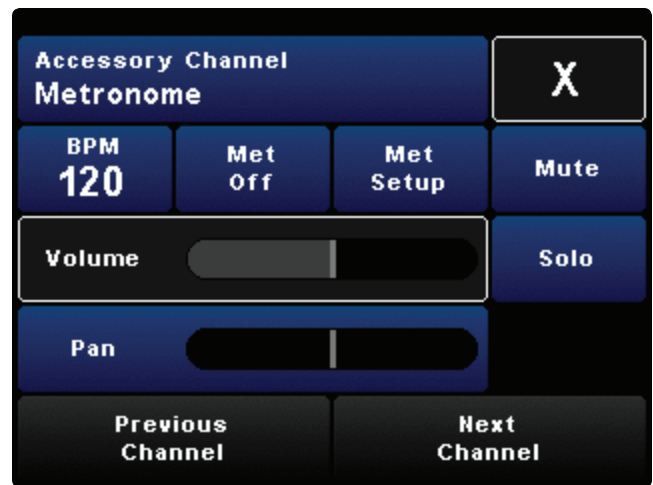 Accessory Channel
Metronome
X
BPM
120
Met
Off
Met
Setup
Mute
Volume
Solo
Pan
Previous
Channel
Next
Channel